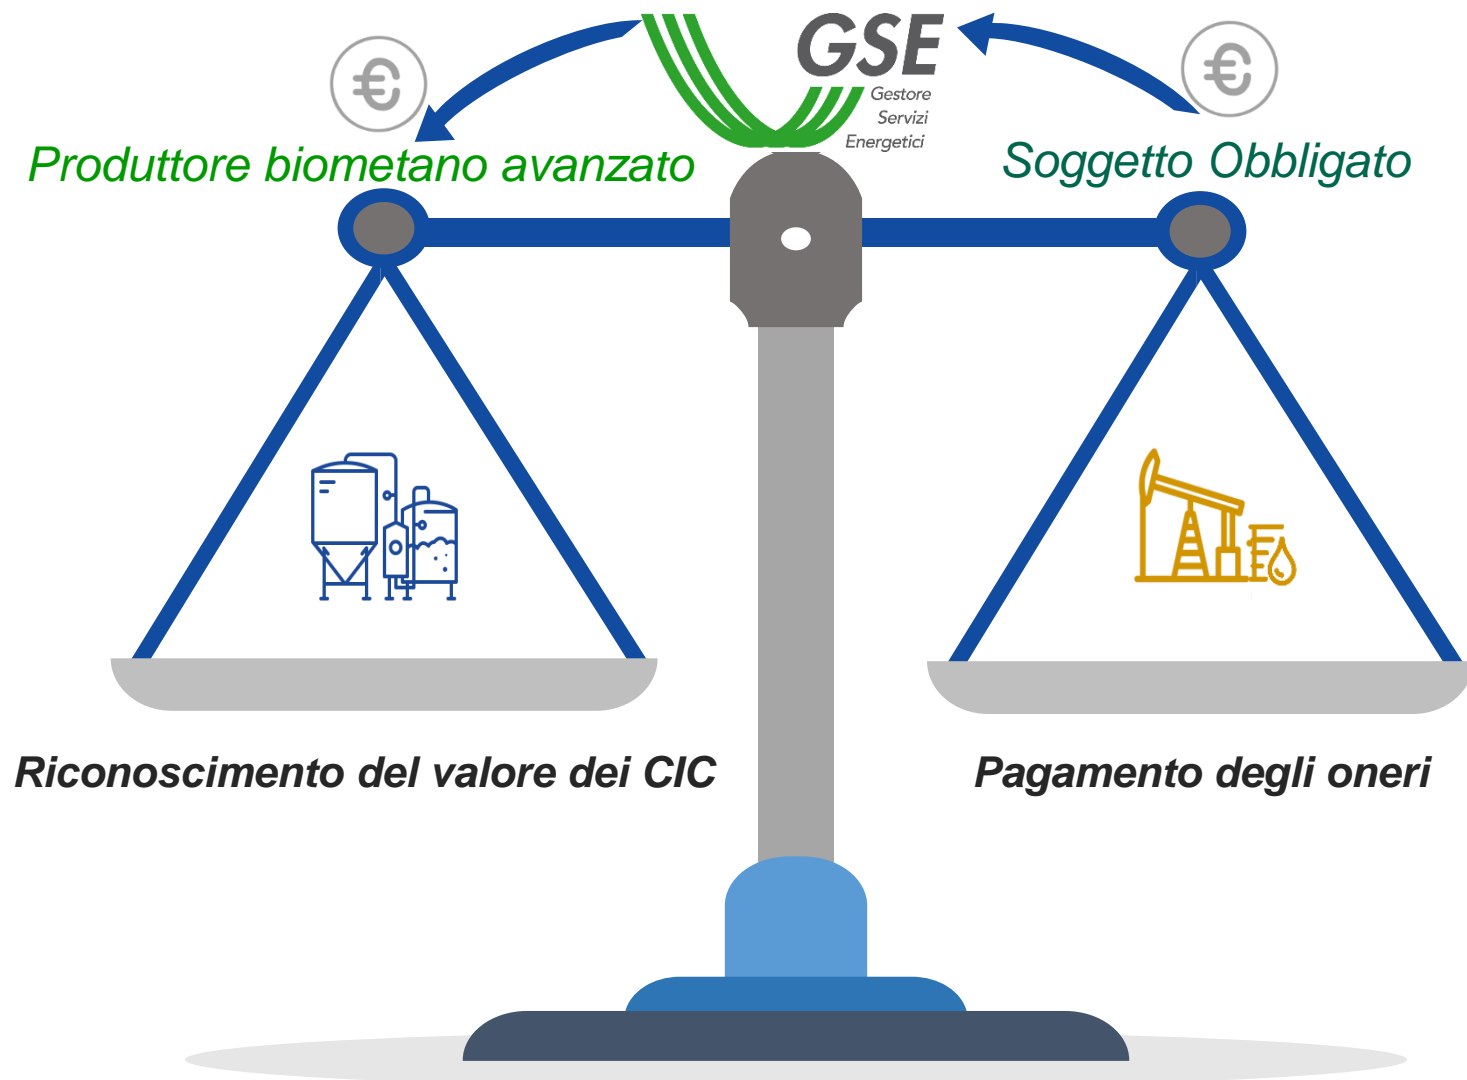 GSE
Gestore
Servizi
Energetici
€
€
Produttore biometano avanzato
Soggetto Obbligato
Riconoscimento del valore dei CIC
Pagamento degli oneri